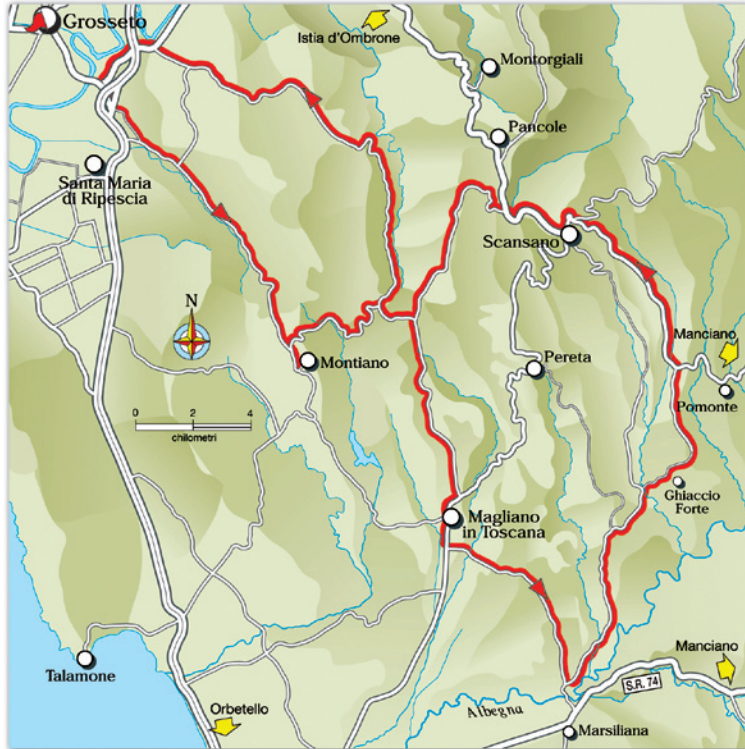 Grosseto
Istia d'Ombrone
Montorgiali
Pancole
Santa Maria
di Ripescia
Scansano
N
Manciano
0 2 4
chilometri
Montiano
Pereta
Pomonte
Ghiaccio
Forte
Magliano
in Toscana
Talamone
Manciano
S.R. 74
Orbetello
Albegna
Marsiliana